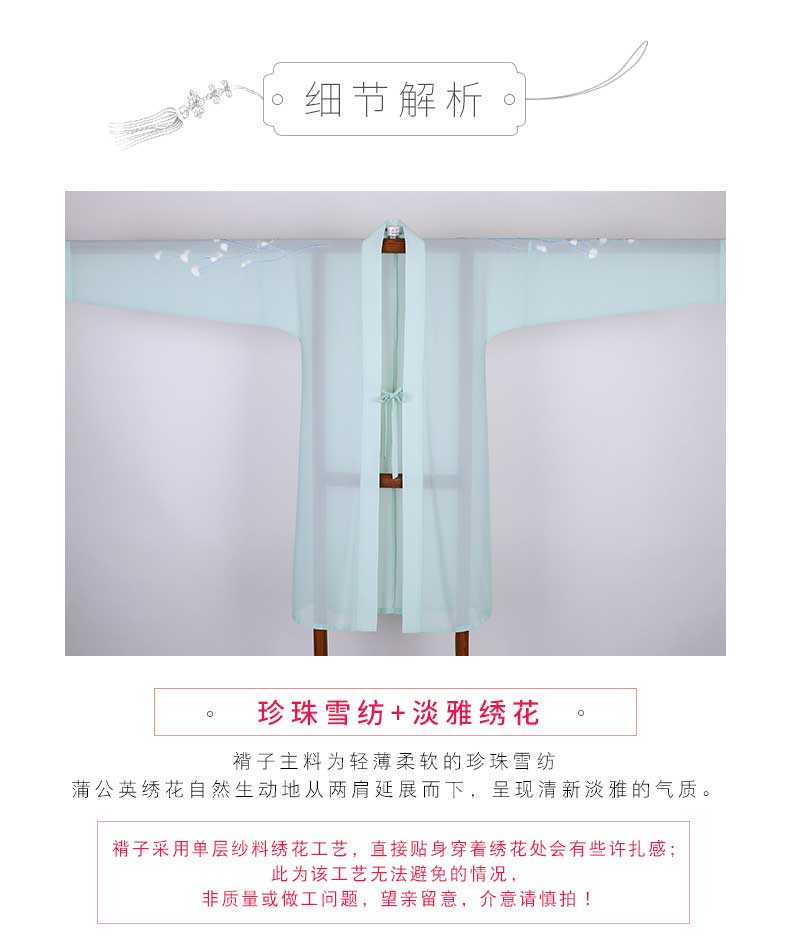 细节解析
珍珠雪纺+淡雅绣花
褙子主料为轻薄柔软的珍珠雪纺
蒲公英绣花自然生动地从两肩延展而下，呈现清新淡雅的气质。
褙子采用单层纱料绣花工艺，直接贴身穿着绣花处会有些许扎感；
此为该工艺无法避免的情况，
非质量或做工问题，望亲留意，介意请慎拍！